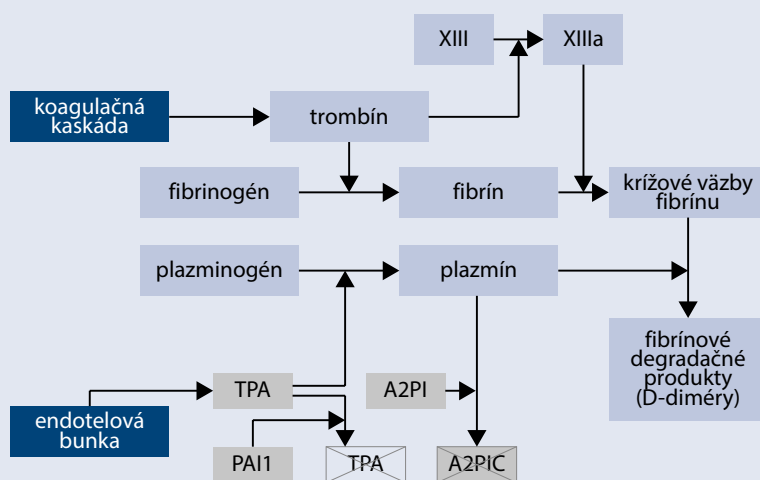 XIII
XIIIa
koagulačná
kaskáda
trombín
fibrinogén
fibrín
krížové väzby
fibrínu
plazminogén
plazmín
fibrínové
degradačné
produkty
(D-diméry)
TPA
A2PI
endotelová
bunka
PAI1
TPA
A2PIC